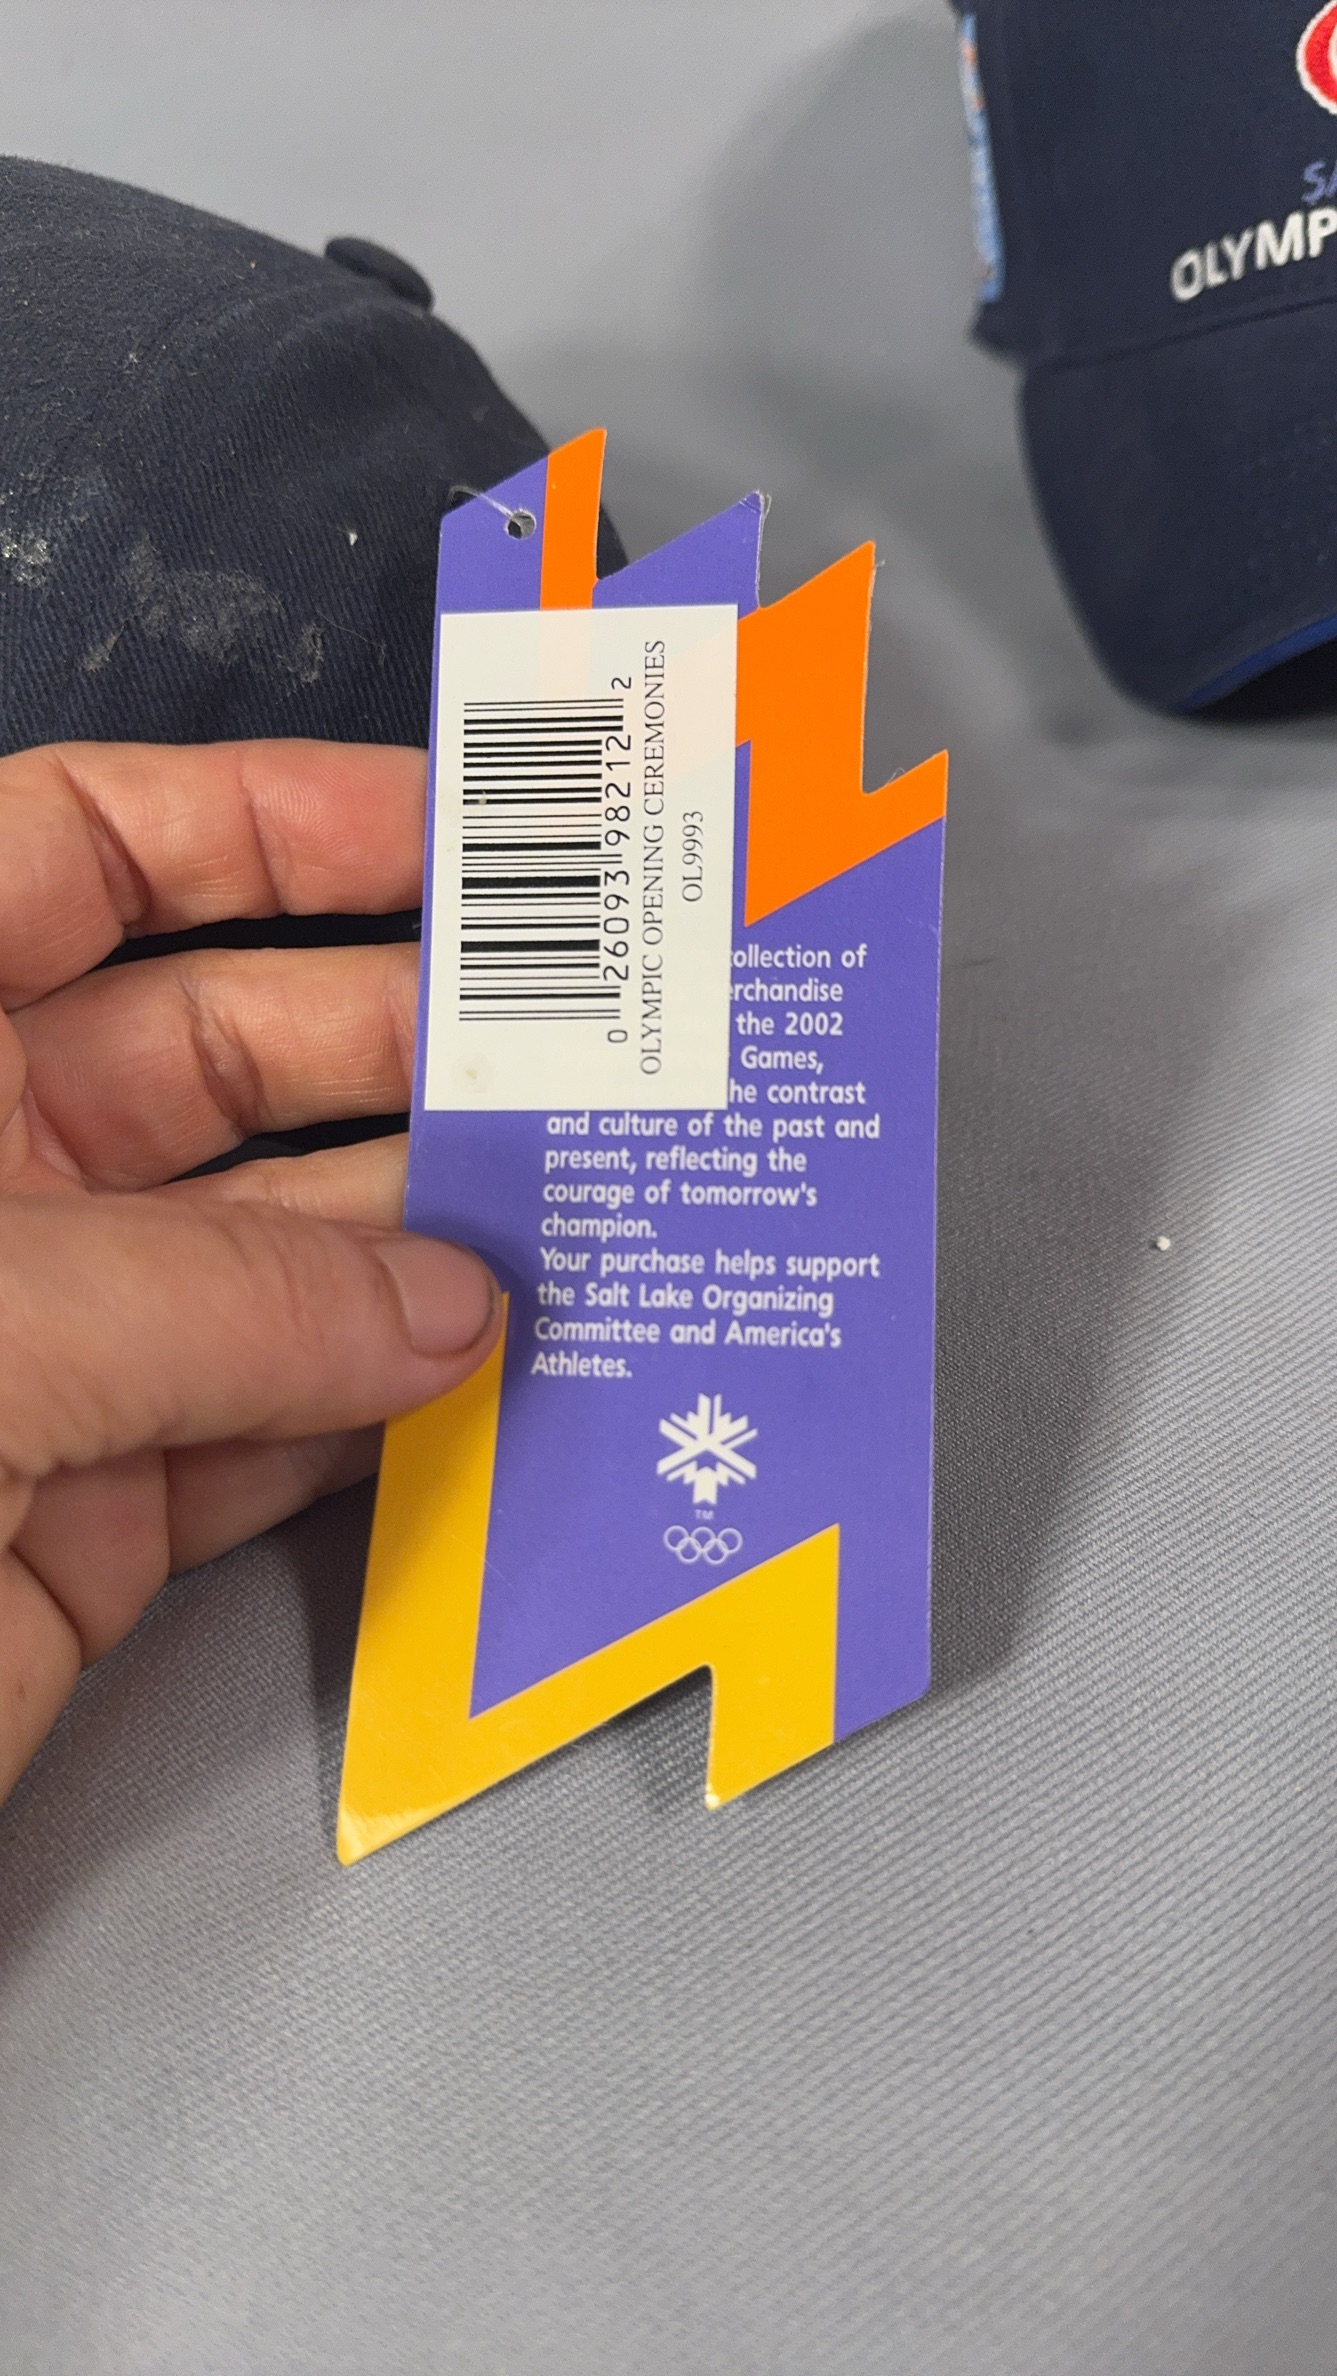 OLYMP
0 26093 98212 2
OLYMPIC OPENING CEREMONIES
OL9993
ollection of
erchandise
the 2002
Games,
he contrast
and culture of the past and
present, reflecting the
courage of tomorrow's
champion.
Your purchase helps support
the Salt Lake Organizing
Committee and America's
Athletes.
TM